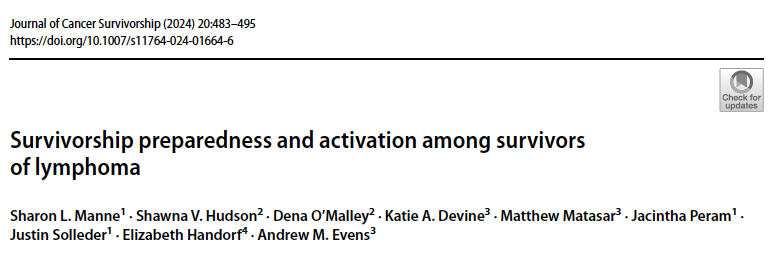 Journal of Cancer Survivorship (2024) 20:483–495
https://doi.org/10.1007/s11764-024-01664-6
Check for
updates
Survivorship preparedness and activation among survivors
of lymphoma
Sharon L. Manne¹ · Shawna V. Hudson² · Dena O’Malley² · Katie A. Devine³ · Matthew Matasar³ · Jacintha Peram¹ ·
Justin Solleder¹ · Elizabeth Handorf⁴ · Andrew M. Evens³